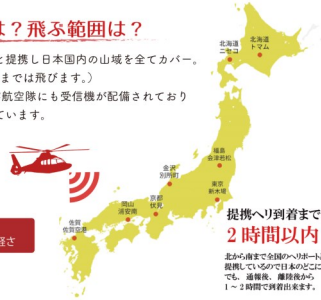 は？飛ぶ範囲は？
と提携し日本国内の山域を全てカバー。
までは飛びます。）
航空隊にも受信機が配備されており
ています。
北海道
ニセコ
北海道
トマム
福島
会津若松
金沢
別所町
東京
新木場
岡山
浦安南
京都
伏見
佐賀
佐賀空港
軽さ
提携ヘリ到着まで
2時間以内
北から南まで全国のヘリポート
提携しているので日本のどこに
でも、通報後、離陸後から
1～2時間で到着出来ます。